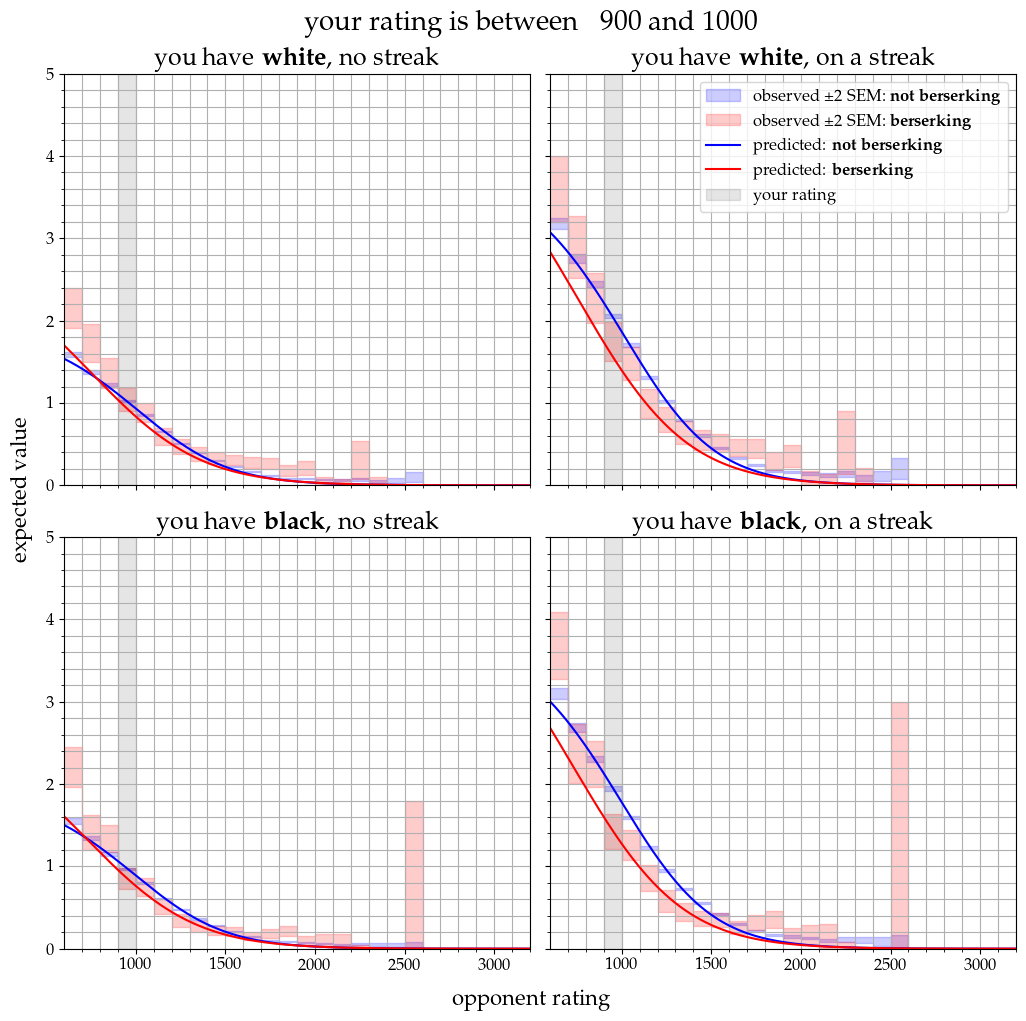 your rating is between 900 and 1000
you have white, no streak
you have white, on a streak
5
4
3
2
1
0
observed ±2 SEM: not berserking
observed ±2 SEM: berserking
predicted: not berserking
predicted: berserking
your rating
expected value
you have black, no streak
you have black, on a streak
5
4
3
2
1
0
1000 1500 2000 2500 3000
1000 1500 2000 2500 3000
opponent rating